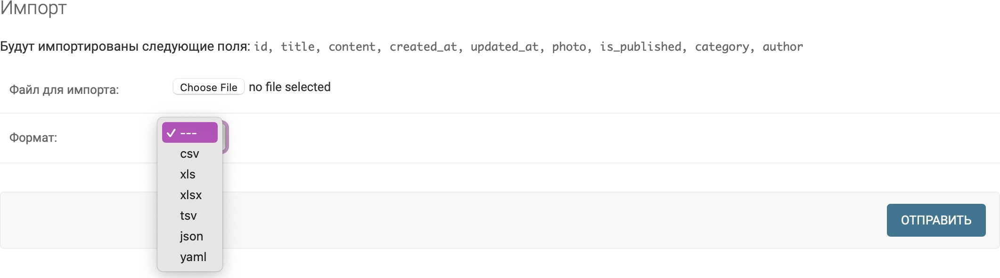 Импорт
Будут импортированы следующие поля: id, title, content, created_at, updated_at, photo, is_published, category, author
Файл для импорта: Choose File no file selected
Формат:
✓ ---
csv
xls
xlsx
tsv
json
yaml
ОТПРАВИТЬ